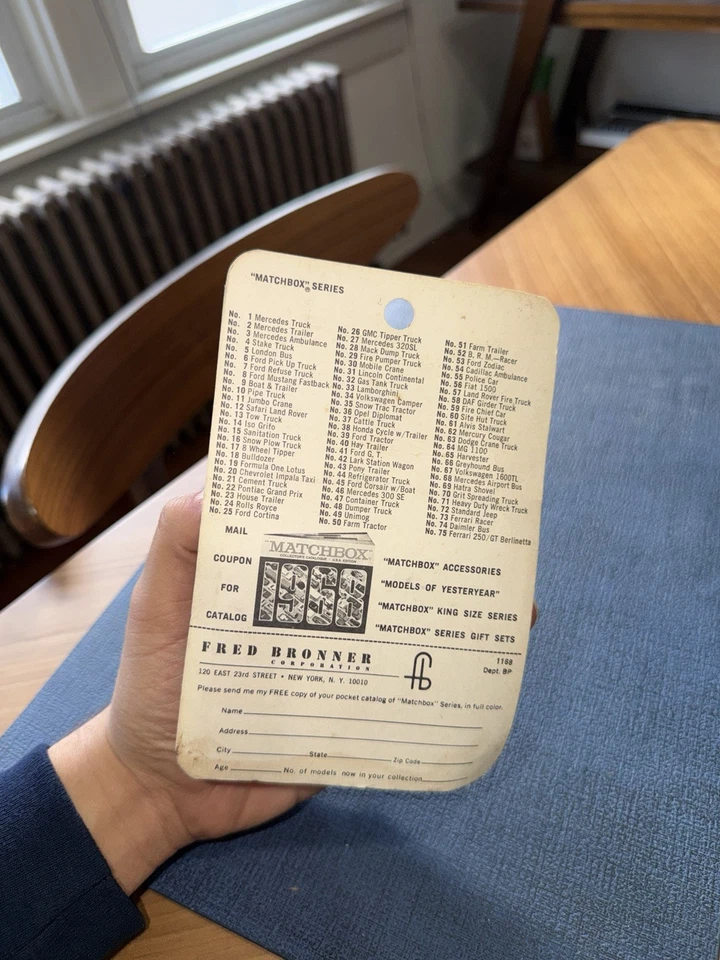 "MATCHBOX" SERIES
No. 1 Mercedes Truck
No. 2 Mercedes Trailer
No. 3 Mercedes Ambulance
No. 4 Stake Truck
No. 5 London Bus
No. 6 Ford Pick Up Truck
No. 7 Ford Refuse Truck
No. 8 Ford Mustang Fastback
No. 9 Boat & Trailer
No. 10 Pipe Truck
No. 11 Jumbo Crane
No. 12 Safari Land Rover
No. 13 Tow Truck
No. 14 Iso Grifo
No. 15 Sanitation Truck
No. 16 Snow Plow Truck
No. 17 8 Wheel Tipper
No. 18 Bulldozer
No. 19 Formula One Lotus
No. 20 Chevrolet Impala Taxi
No. 21 Cement Truck
No. 22 Pontiac Grand Prix
No. 23 House Trailer
No. 24 Rolls Royce
No. 25 Ford Cortina
No. 26 GMC Tipper Truck
No. 27 Mercedes 320SL
No. 28 Mack Dump Truck
No. 29 Fire Pumper Truck
No. 30 Mobile Crane
No. 31 Lincoln Continental
No. 32 Gas Tank Truck
No. 33 Lamborghini
No. 34 Volkswagen Camper
No. 35 Snow Trac Tractor
No. 36 Opel Diplomat
No. 37 Cattle Truck
No. 38 Honda Cycle w/Trailer
No. 39 Ford Tractor
No. 40 Hay Trailer
No. 41 Ford G. T.
No. 42 Lark Station Wagon
No. 43 Pony Trailer
No. 44 Refrigerator Truck
No. 45 Ford Corsair w/Boat
No. 46 Mercedes 300 SE
No. 47 Container Truck
No. 48 Dumper Truck
No. 49 Unimog
No. 50 Farm Tractor
No. 51 Farm Trailer
No. 52 B. R. M.—Racer
No. 53 Ford Zodiac
No. 54 Cadillac Ambulance
No. 55 Police Car
No. 56 Fiat 1500
No. 57 Land Rover Fire Truck
No. 58 DAF Girder Truck
No. 59 Fire Chief Car
No. 60 Site Hut Truck
No. 61 Alvis Stalwart
No. 62 Mercury Cougar
No. 63 Dodge Crane Truck
No. 64 MG 1100
No. 65 Harvester
No. 66 Greyhound Bus
No. 67 Volkswagen 1600TL
No. 68 Mercedes Airport Bus
No. 69 Hatra Shovel
No. 70 Grit Spreading Truck
No. 71 Heavy Duty Wreck Truck
No. 72 Standard Jeep
No. 73 Ferrari Racer
No. 74 Daimler Bus
No. 75 Ferrari 250/GT Berlinetta
MAIL
COUPON
FOR
CATALOG
"MATCHBOX"
COLLECTOR'S CATALOGUE U.S.A. EDITION
1968
"MATCHBOX" ACCESSORIES
"MODELS OF YESTERYEAR"
"MATCHBOX" KING SIZE SERIES
"MATCHBOX" SERIES GIFT SETS
FRED BRONNER
CORPORATION
120 EAST 23rd STREET • NEW YORK, N. Y. 10010
1188
Dept. BP
Please send me my FREE copy of your pocket catalog of "Matchbox" Series, in full color.
Name
Address
City State Zip Code
Age No. of models now in your collection